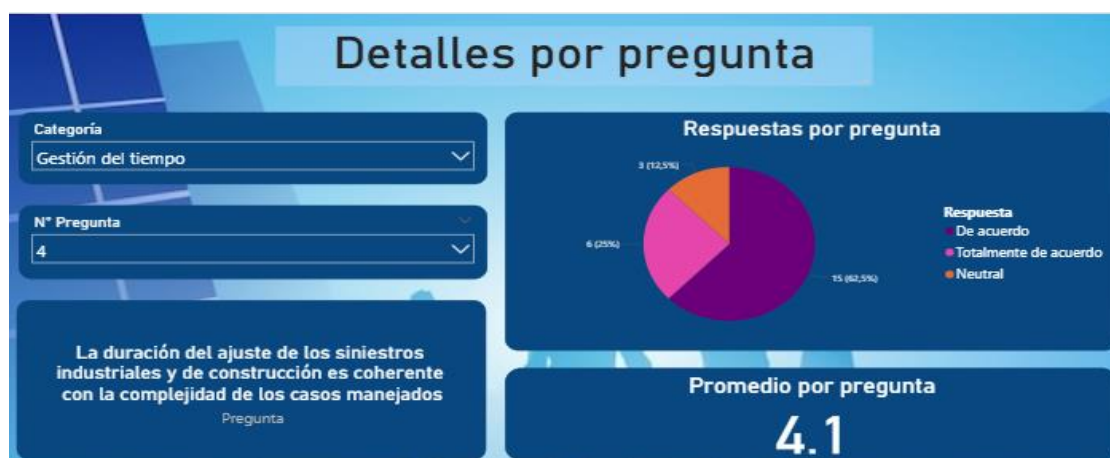 Detalles por pregunta
Categoría
Gestión del tiempo
N° Pregunta
4
La duración del ajuste de los siniestros
industriales y de construcción es coherente
con la complejidad de los casos manejados
Pregunta
Respuestas por pregunta
3 (12,5%)
6 (25%)
15 (62,5%)
Respuesta
De acuerdo
Totalmente de acuerdo
Neutral
Promedio por pregunta
4.1